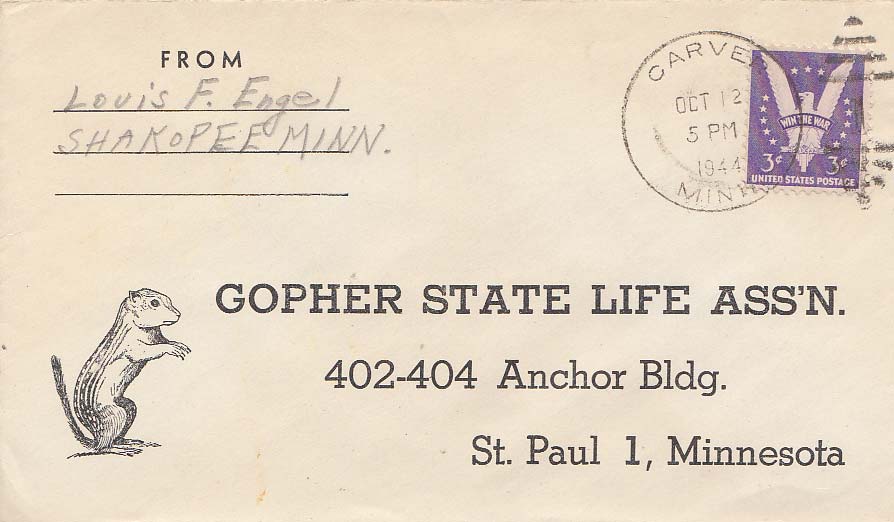 FROM
Louis F. Engel
SHAKOPEE MINN.
CARVER
OCT 12
5 PM
1944
MINN
WIN THE WAR
3¢ 3¢
UNITED STATES POSTAGE
GOPHER STATE LIFE ASS'N.
402-404 Anchor Bldg.
St. Paul 1, Minnesota